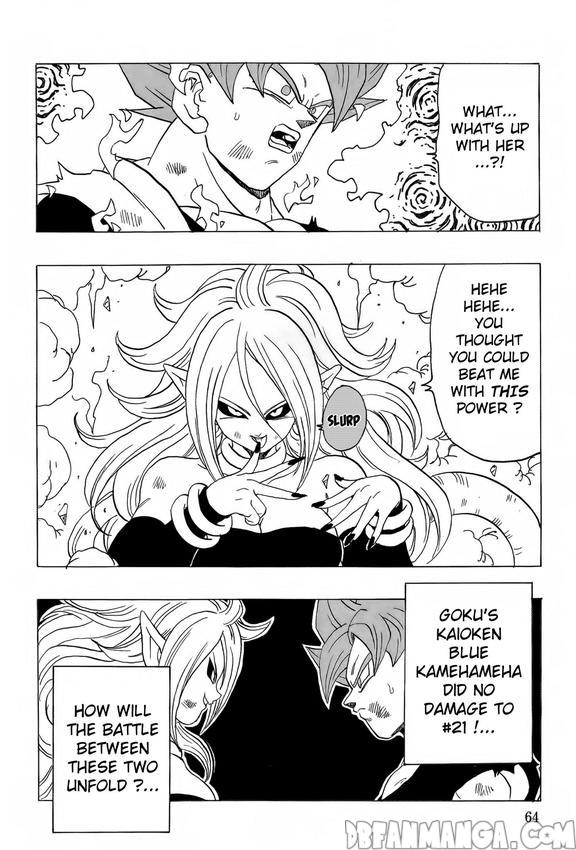 WHAT...
WHAT'S UP
WITH HER
...?!
HEHE
HEHE...
YOU
THOUGHT
YOU COULD
BEAT ME
WITH THIS
POWER ?
SLURP
GOKU'S
KAIOKEN
BLUE
KAMEHAMEHA
DID NO
DAMAGE TO
#21 !...
HOW WILL
THE BATTLE
BETWEEN
THESE TWO
UNFOLD ?...
64
DBFANMANGA.COM